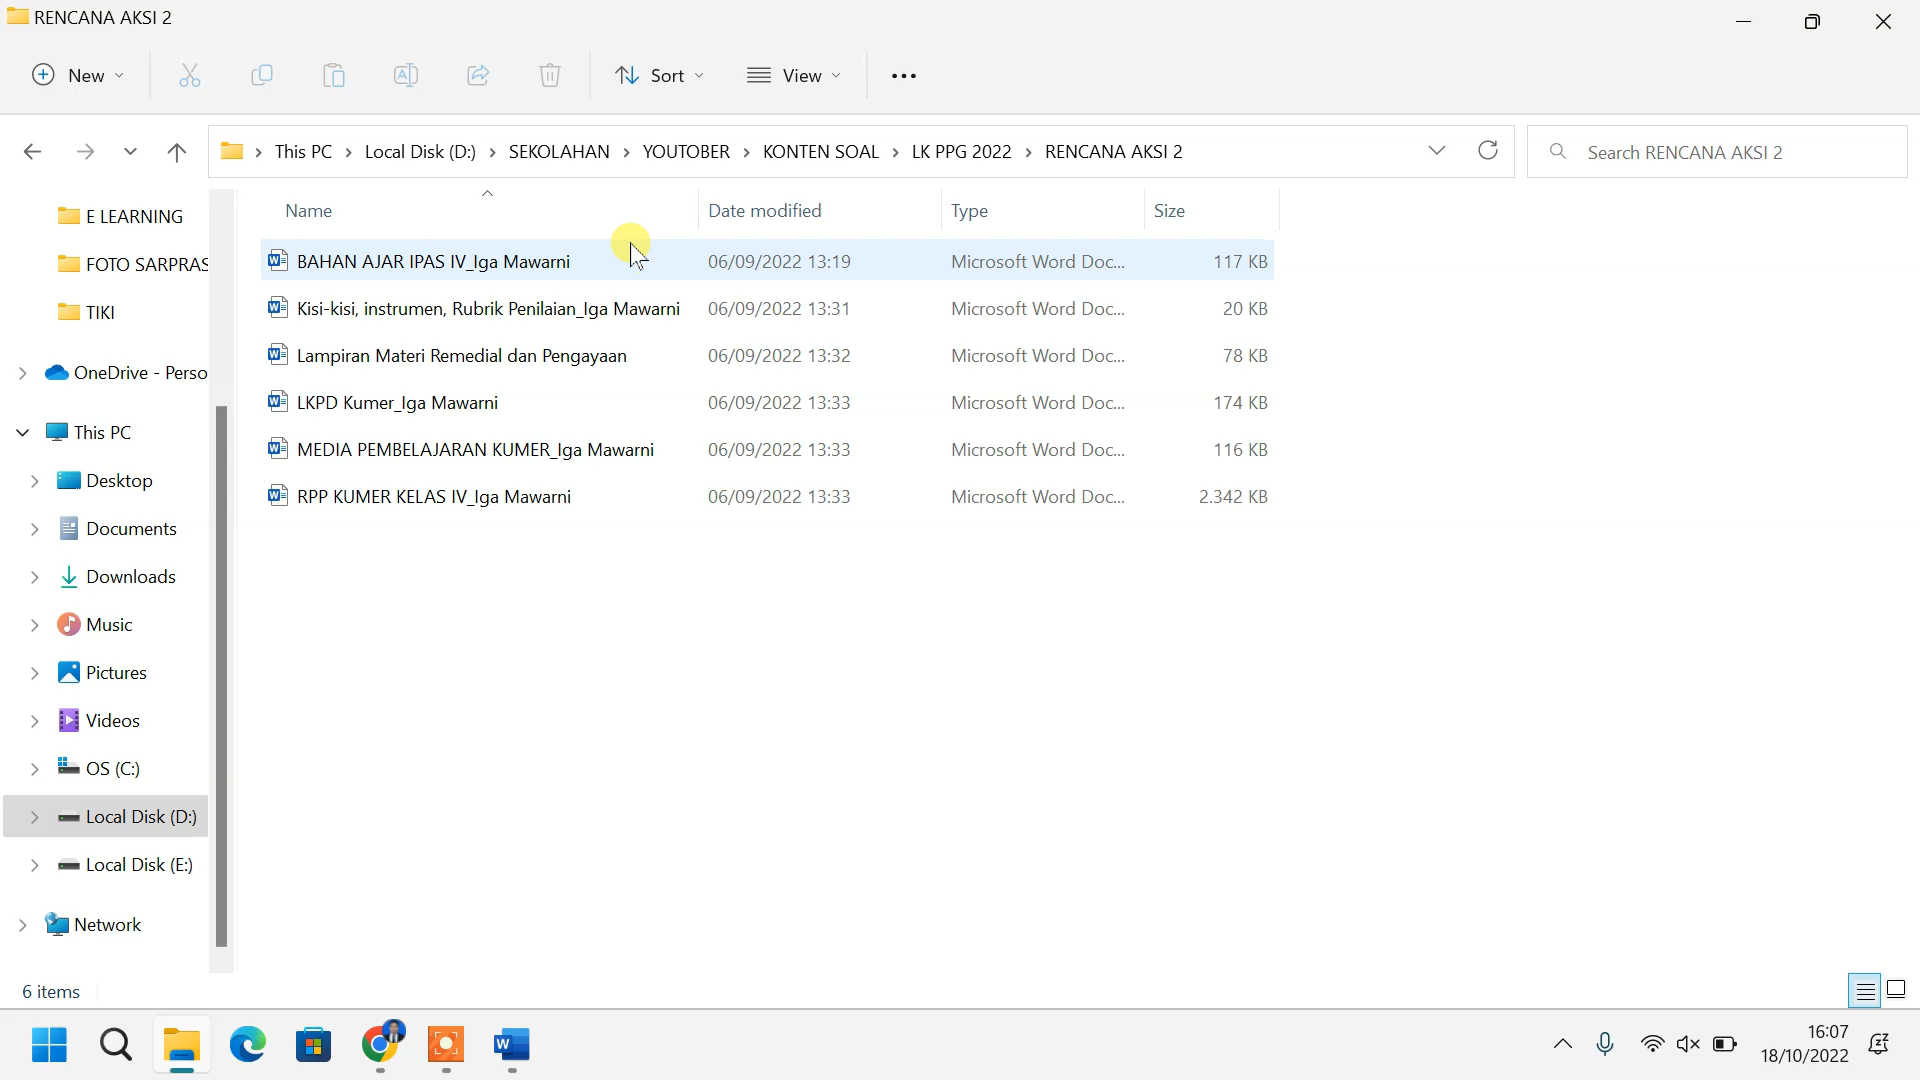 RENCANA AKSI 2
New
Sort
View
This PC > Local Disk (D:) > SEKOLAHAN > YOUTOBER > KONTEN SOAL > LK PPG 2022 > RENCANA AKSI 2
Search RENCANA AKSI 2
E LEARNING
FOTO SARPRAS
TIKI
OneDrive - Perso
This PC
Desktop
Documents
Downloads
Music
Pictures
Videos
OS (C:)
Local Disk (D:)
Local Disk (E:)
Network
Name Date modified Type Size
BAHAN AJAR IPAS IV_Iga Mawarni 06/09/2022 13:19 Microsoft Word Doc... 117 KB
Kisi-kisi, instrumen, Rubrik Penilaian_Iga Mawarni 06/09/2022 13:31 Microsoft Word Doc... 20 KB
Lampiran Materi Remedial dan Pengayaan 06/09/2022 13:32 Microsoft Word Doc... 78 KB
LKPD Kumer_Iga Mawarni 06/09/2022 13:33 Microsoft Word Doc... 174 KB
MEDIA PEMBELAJARAN KUMER_Iga Mawarni 06/09/2022 13:33 Microsoft Word Doc... 116 KB
RPP KUMER KELAS IV_Iga Mawarni 06/09/2022 13:33 Microsoft Word Doc... 2.342 KB
6 items
16:07
18/10/2022